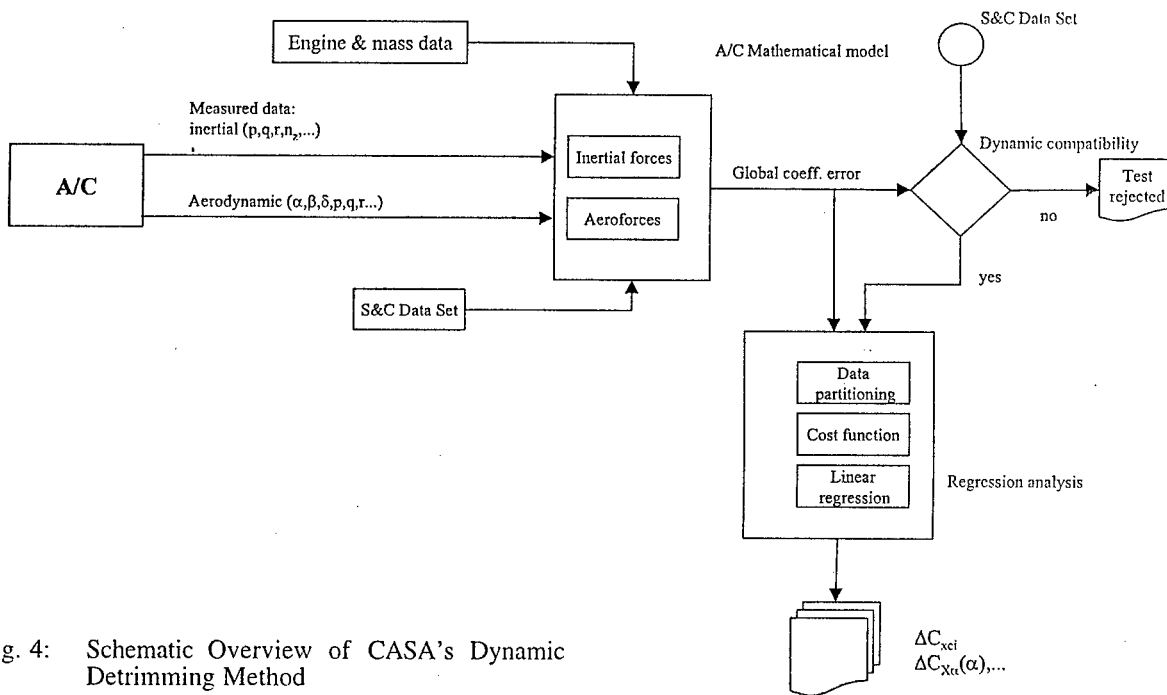 S&C Data Set
Engine & mass data
A/C Mathematical model
Measured data:
inertial (p,q,r,n_z,...)
Dynamic compatibility
A/C
Inertial forces
Global coeff. error
Test
rejected
Aerodynamic (α,β,δ,p,q,r...)
Aeroforces
no
S&C Data Set
yes
Data
partitioning
Cost function
Linear
regression
Regression analysis
g. 4: Schematic Overview of CASA's Dynamic
Detrimming Method
ΔC_xci
ΔC_Xα(α),...